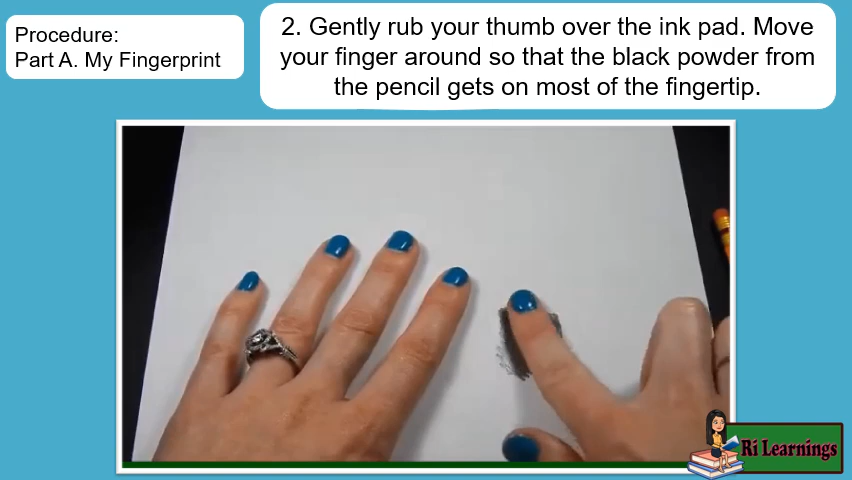 Procedure:
Part A. My Fingerprint
2. Gently rub your thumb over the ink pad. Move
your finger around so that the black powder from
the pencil gets on most of the fingertip.
Ri Learnings